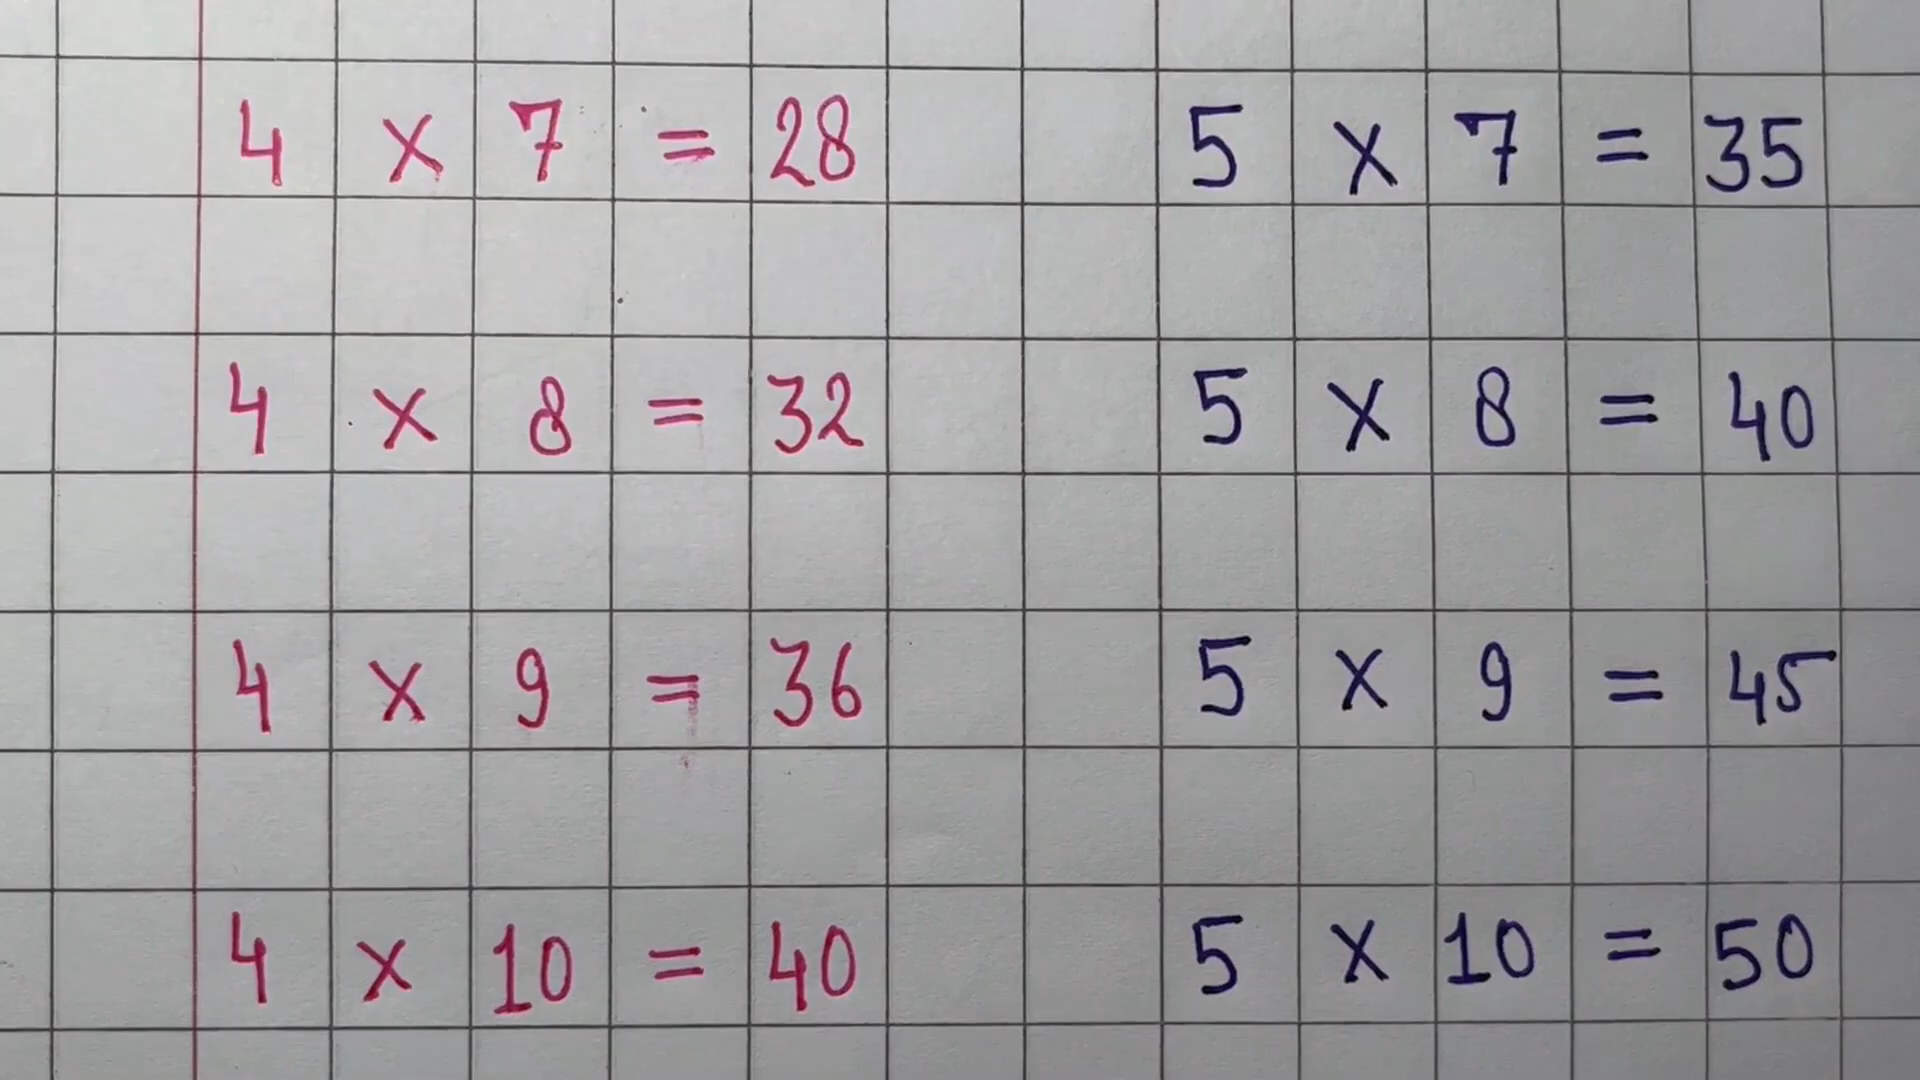 4 x 7 = 28 5 x 7 = 35
4 x 8 = 32 5 x 8 = 40
4 x 9 = 36 5 x 9 = 45
4 x 10 = 40 5 x 10 = 50